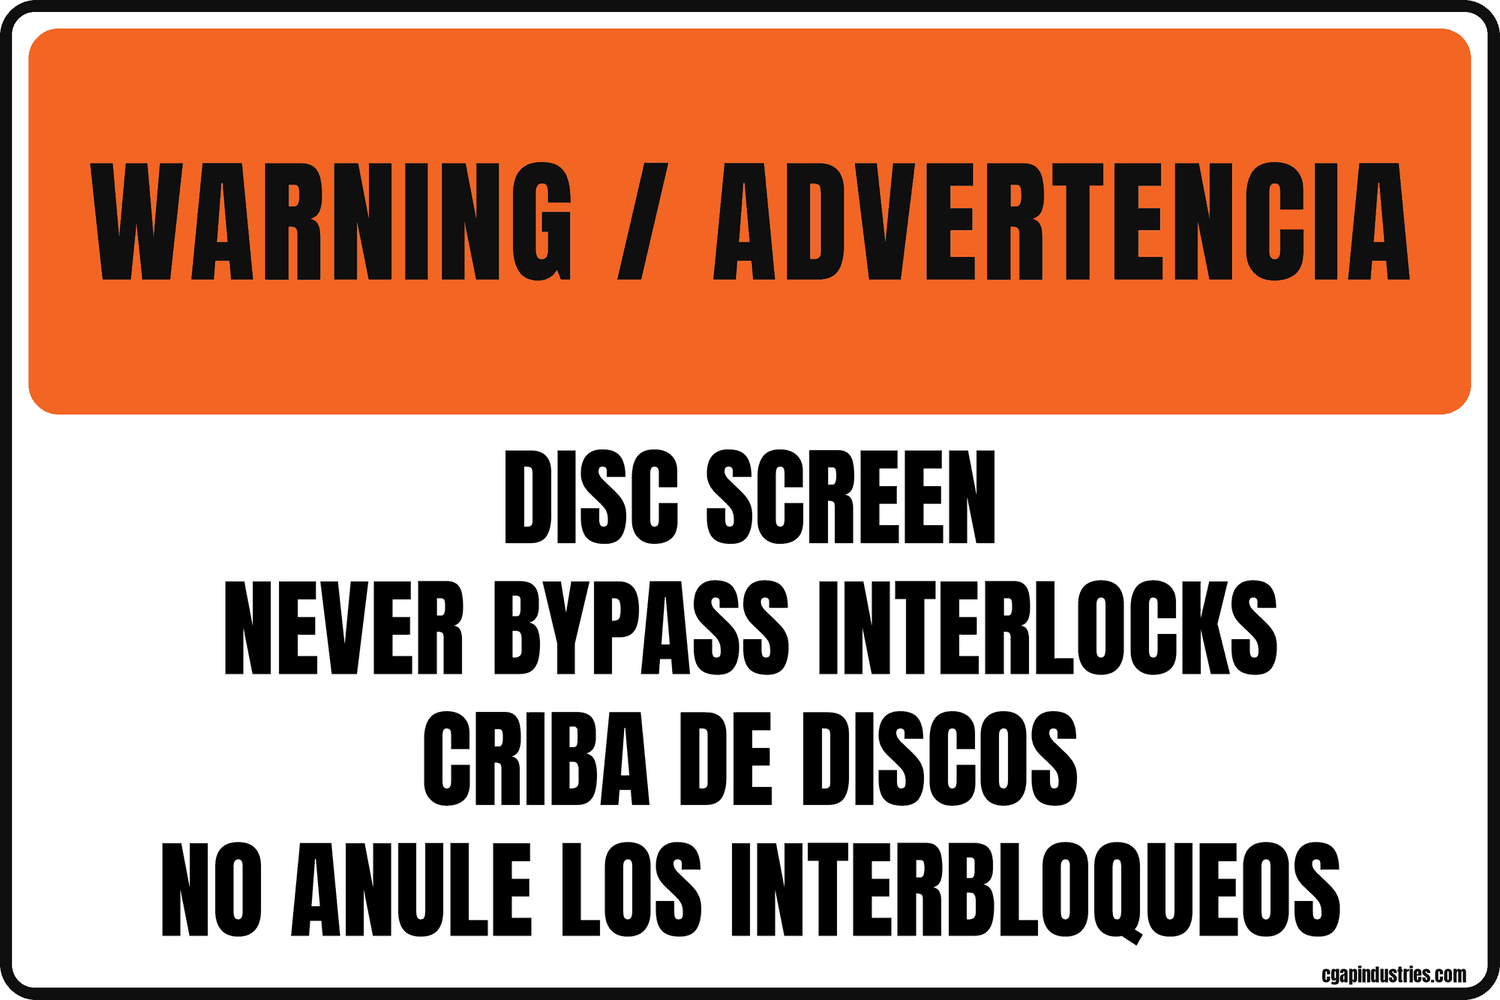 WARNING / ADVERTENCIA
DISC SCREEN
NEVER BYPASS INTERLOCKS
CRIBA DE DISCOS
NO ANULE LOS INTERBLOQUEOS
cgapindustries.com